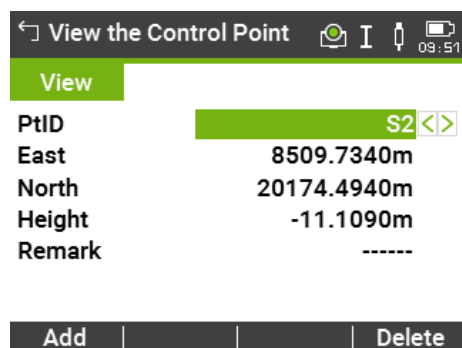 View the Control Point I 09:51
View
PtID S2 < >
East 8509.7340m
North 20174.4940m
Height -11.1090m
Remark ------
Add Delete